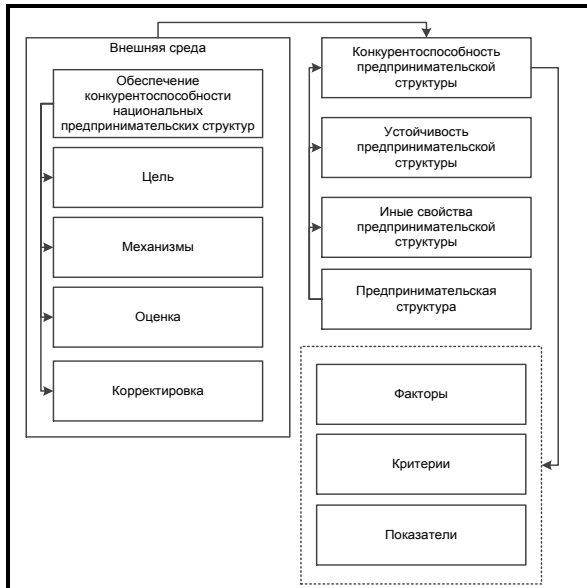 Внешняя среда
Обеспечение
конкурентоспособности
национальных
предпринимательских структур
Цель
Механизмы
Оценка
Корректировка
Конкурентоспособность
предпринимательской
структуры
Устойчивость
предпринимательской
структуры
Иные свойства
предпринимательской
структуры
Предпринимательская
структура
Факторы
Критерии
Показатели